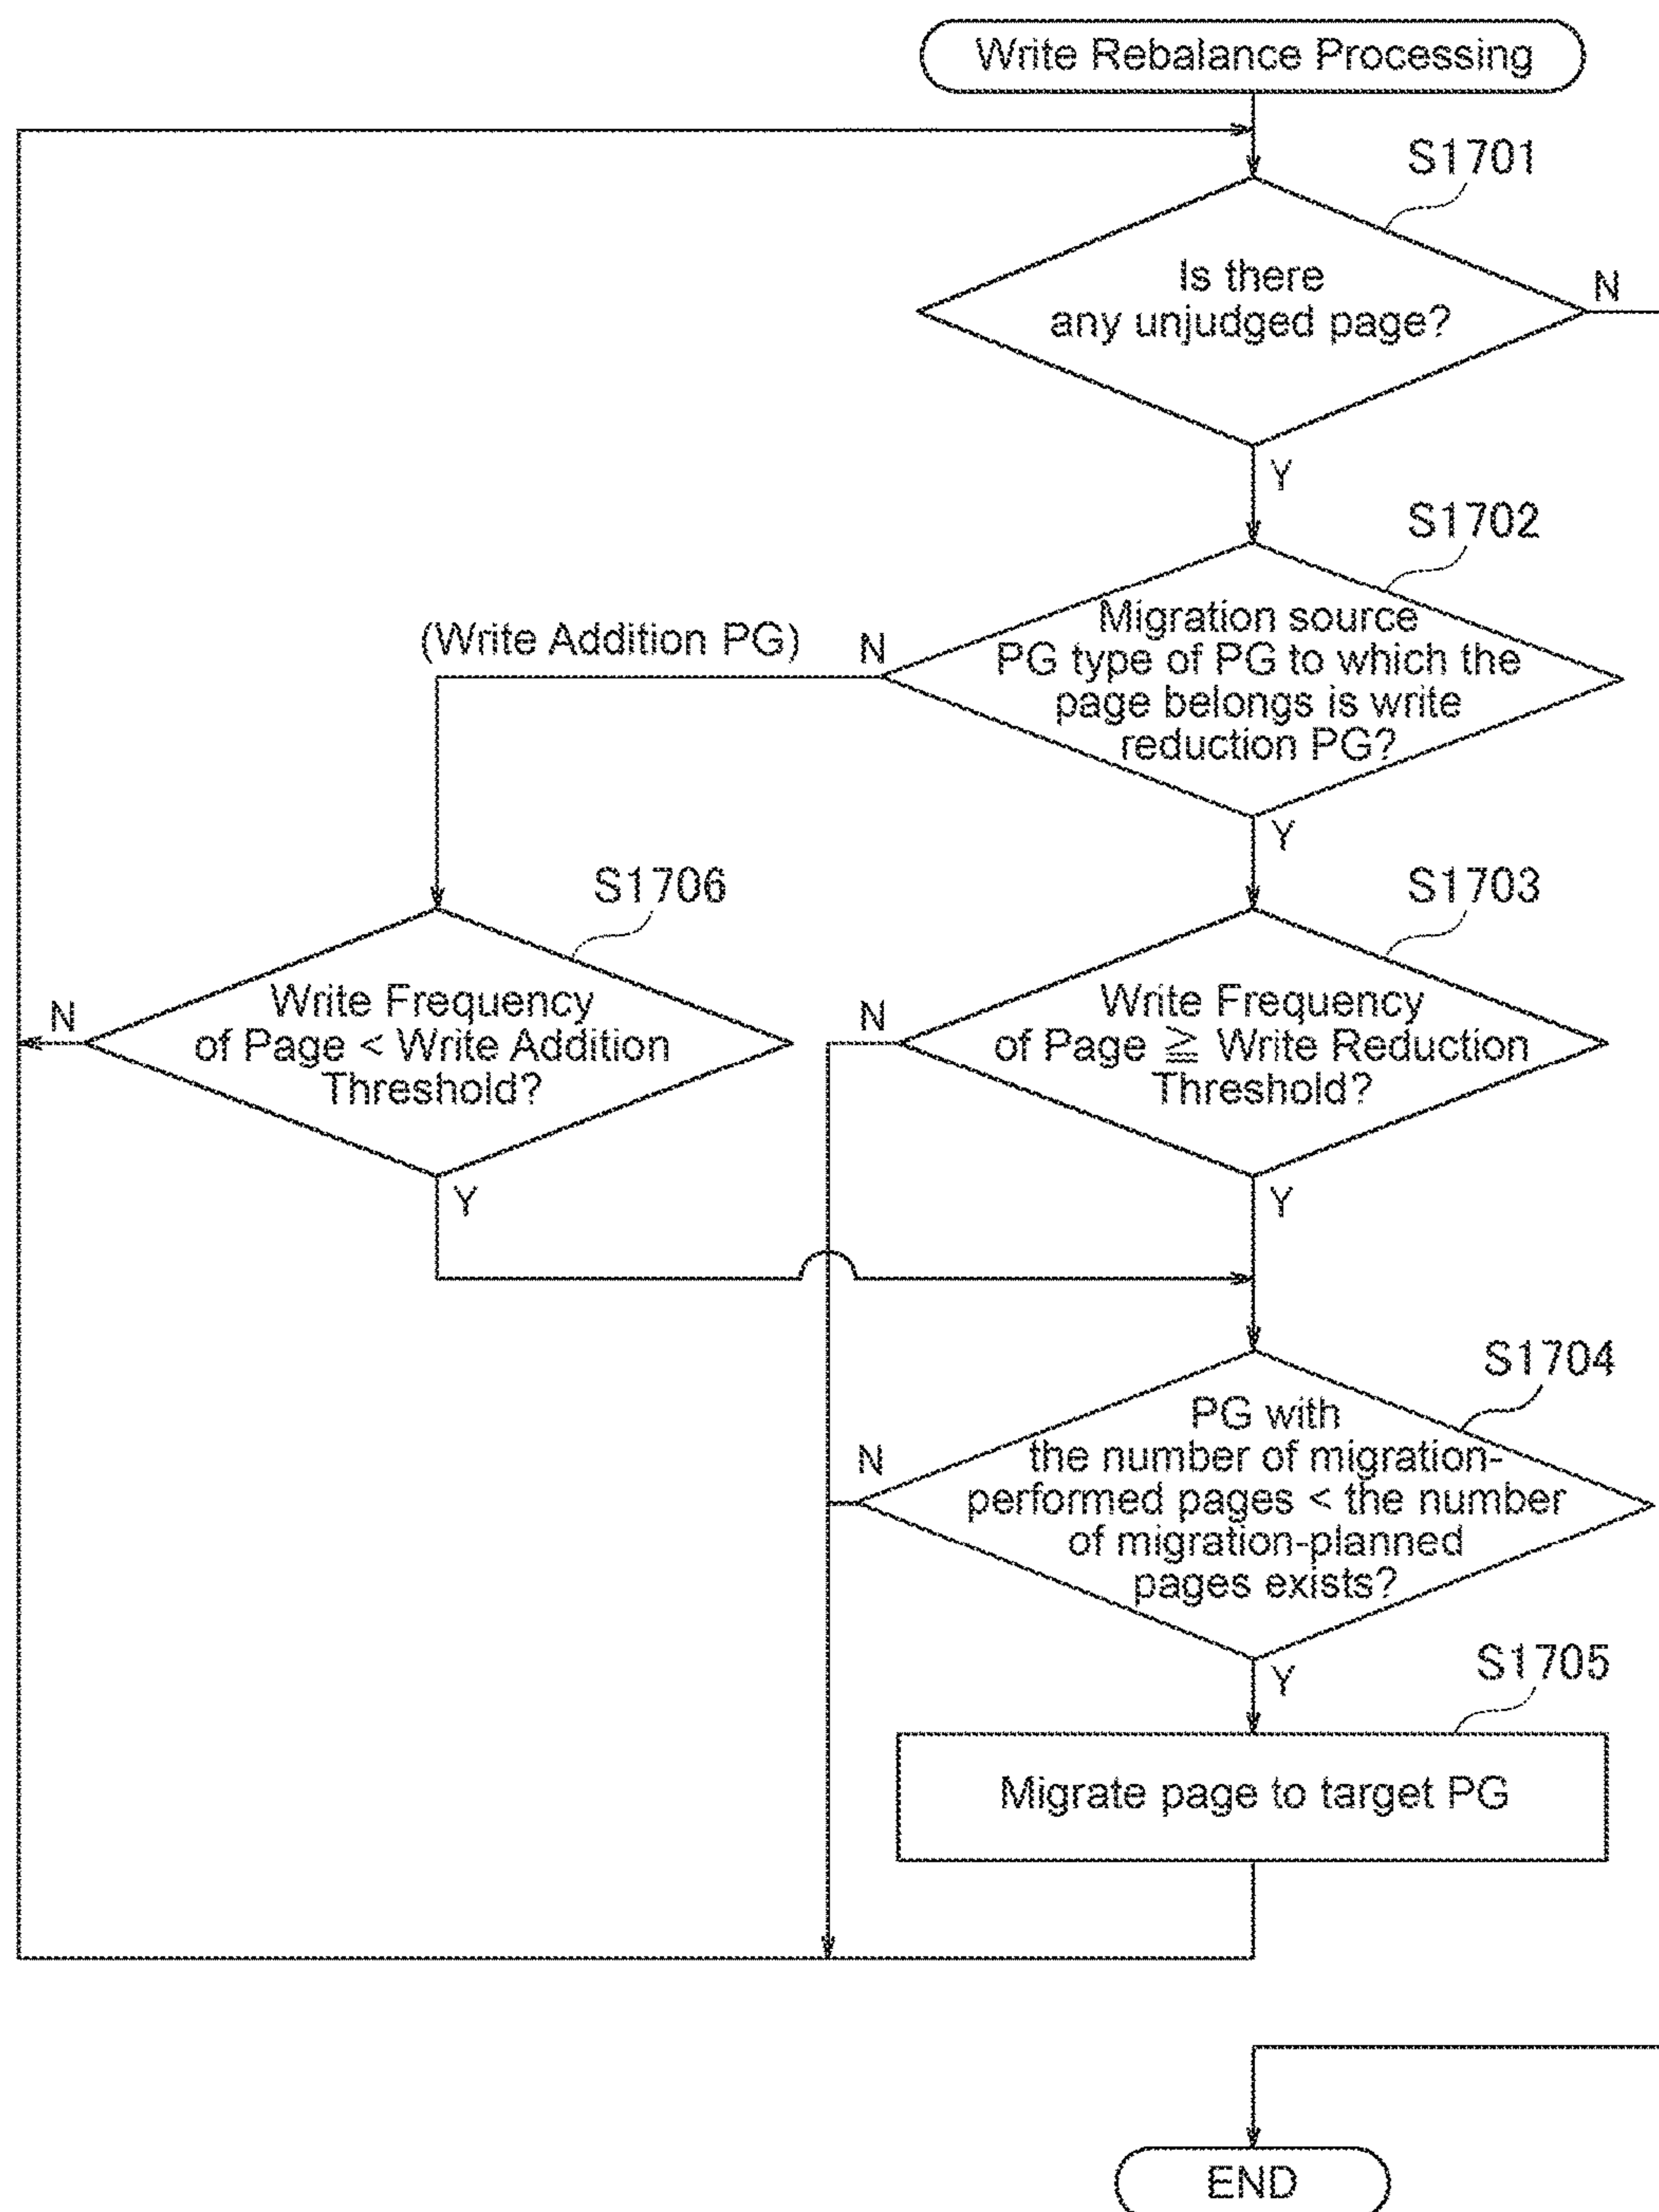 Write Rebalance Processing
S1701
Is there
any unjudged page?
N
Y
S1702
Migration source
PG type of PG to which the
page belongs is write
reduction PG?
(Write Addition PG)
N
Y
S1706
Write Frequency
of Page < Write Addition
Threshold?
N
Y
S1703
Write Frequency
of Page ≧ Write Reduction
Threshold?
N
Y
S1704
PG with
the number of migration-
performed pages < the number
of migration-planned
pages exists?
N
Y
S1705
Migrate page to target PG
END